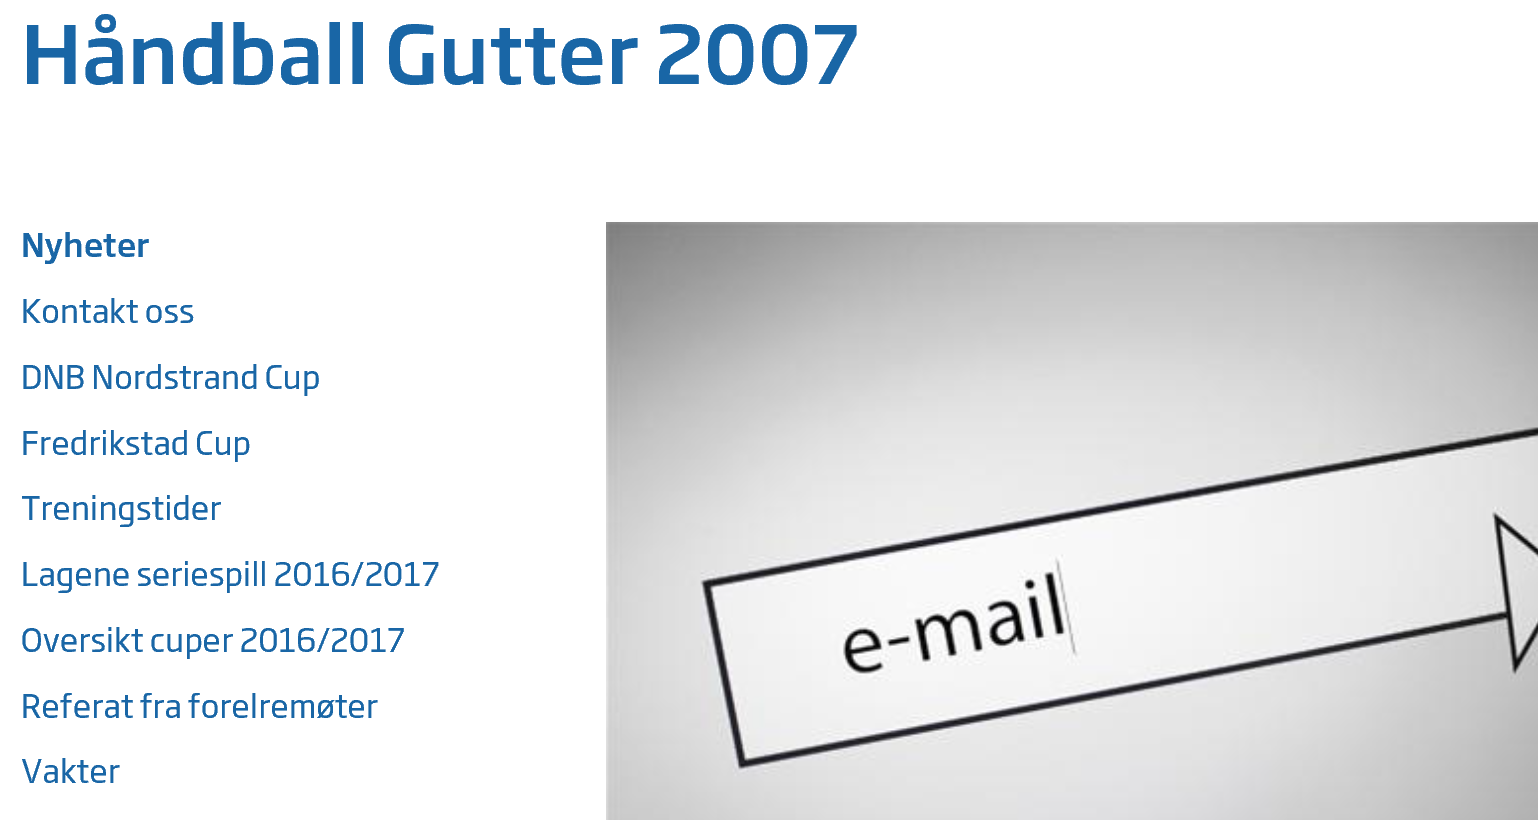 Håndball Gutter 2007
Nyheter
Kontakt oss
DNB Nordstrand Cup
Fredrikstad Cup
Treningstider
Lagene seriespill 2016/2017
Oversikt cuper 2016/2017
Referat fra forelremøter
Vakter
e-mail